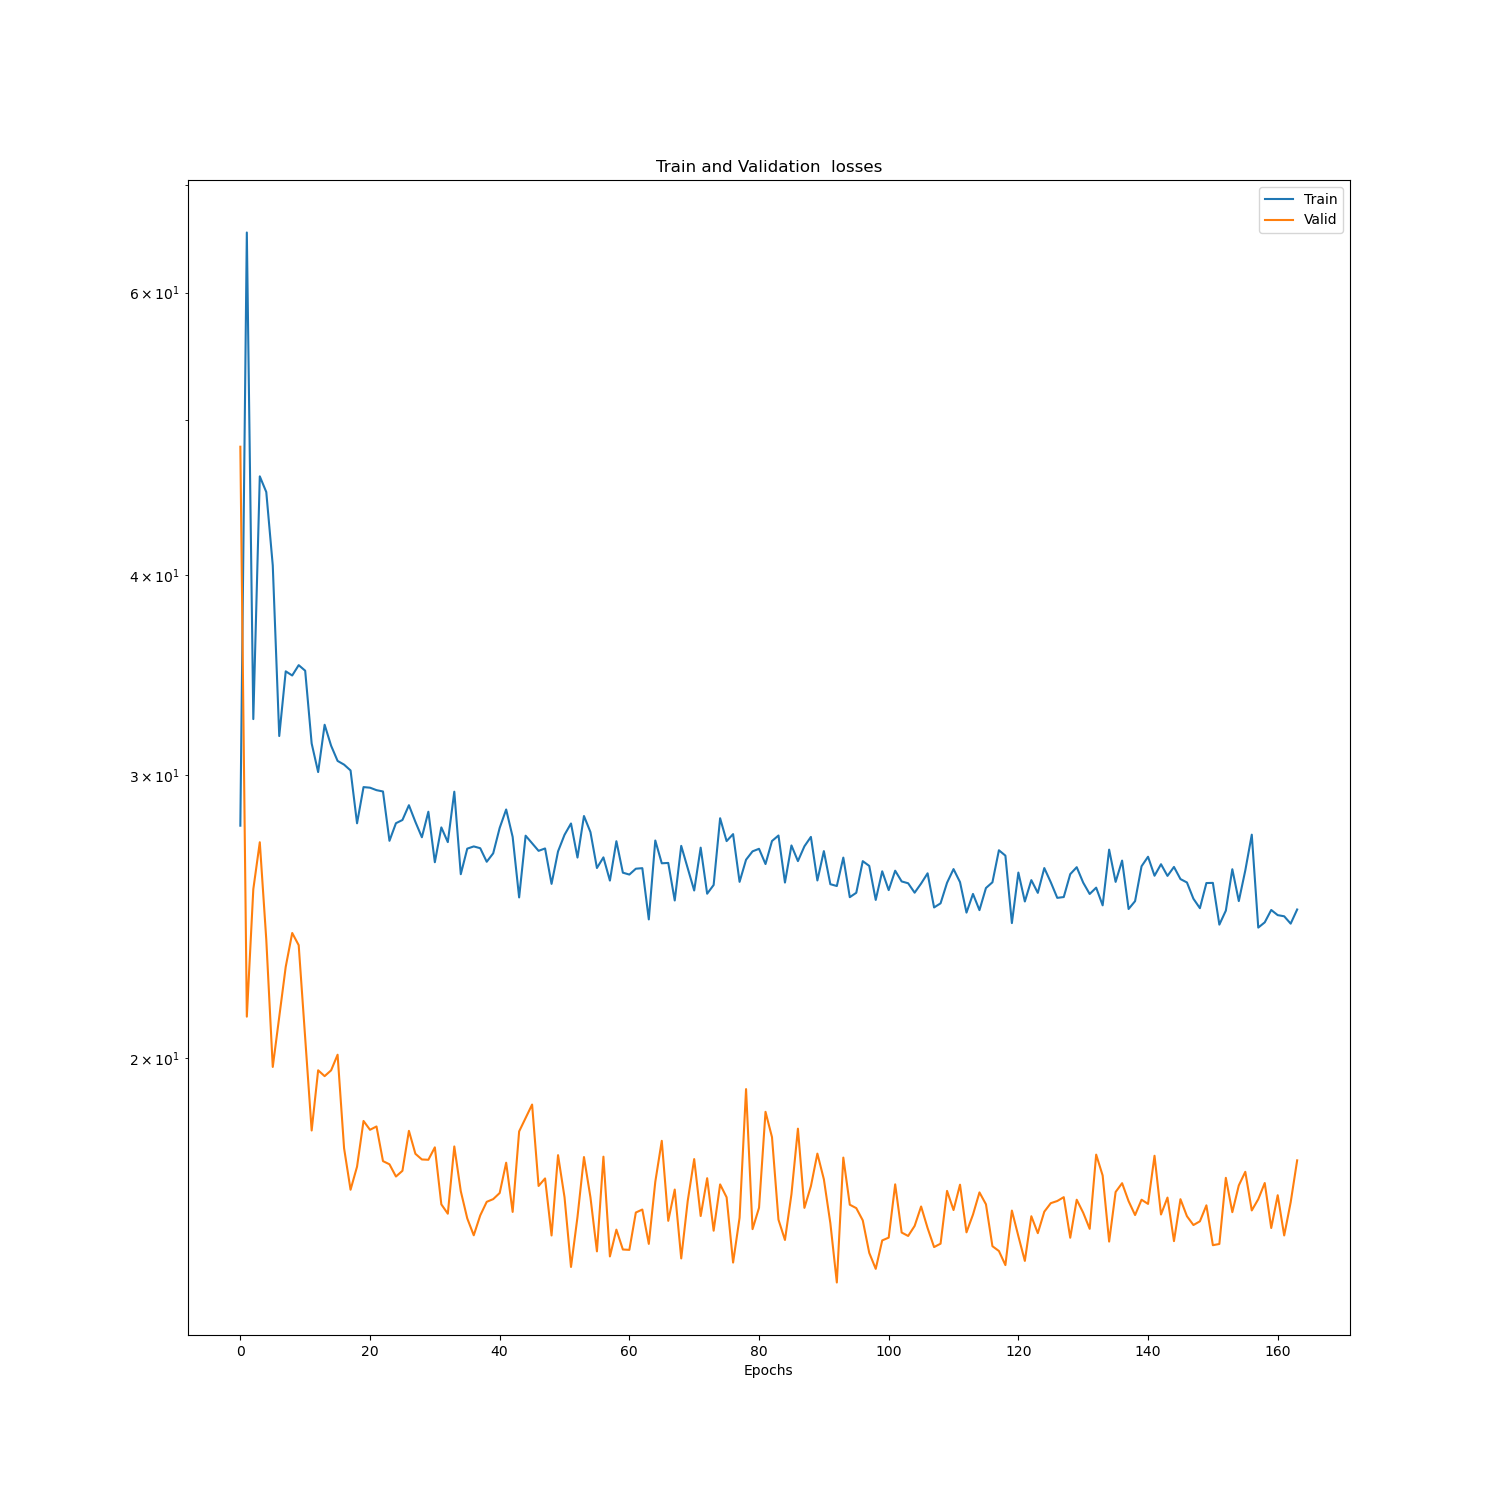 Train and Validation  losses
Train
Valid
6 × 10¹
4 × 10¹
3 × 10¹
2 × 10¹
0 20 40 60 80 100 120 140 160
Epochs